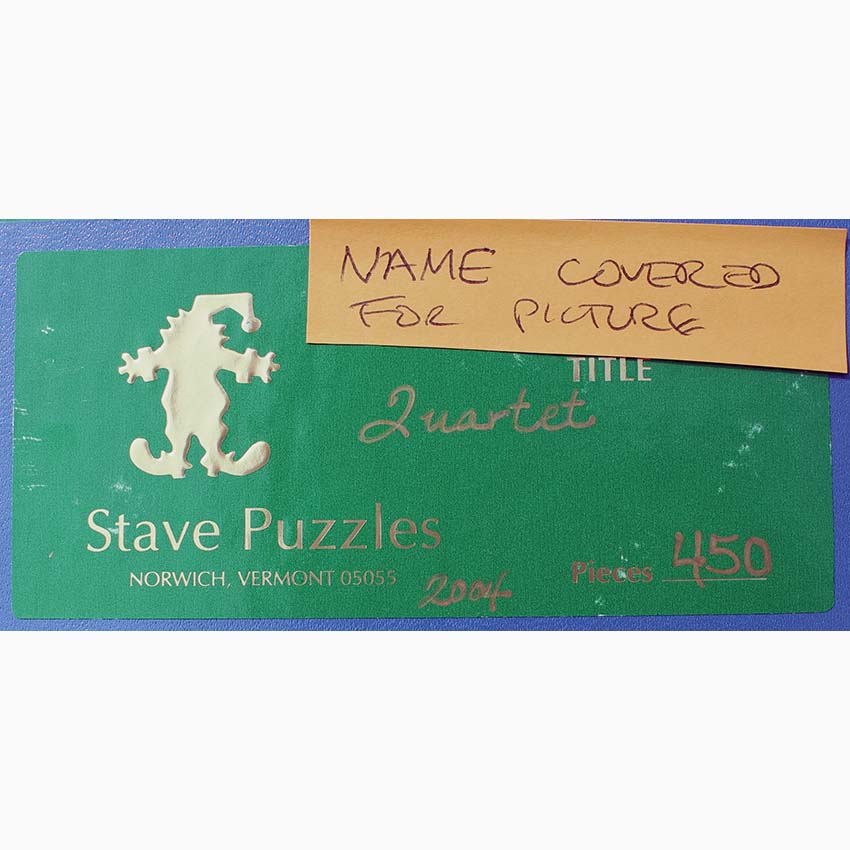 NAME COVERED
FOR PICTURE
TITLE
Quartet
Stave Puzzles
NORWICH, VERMONT 05055
2004
Pieces 450